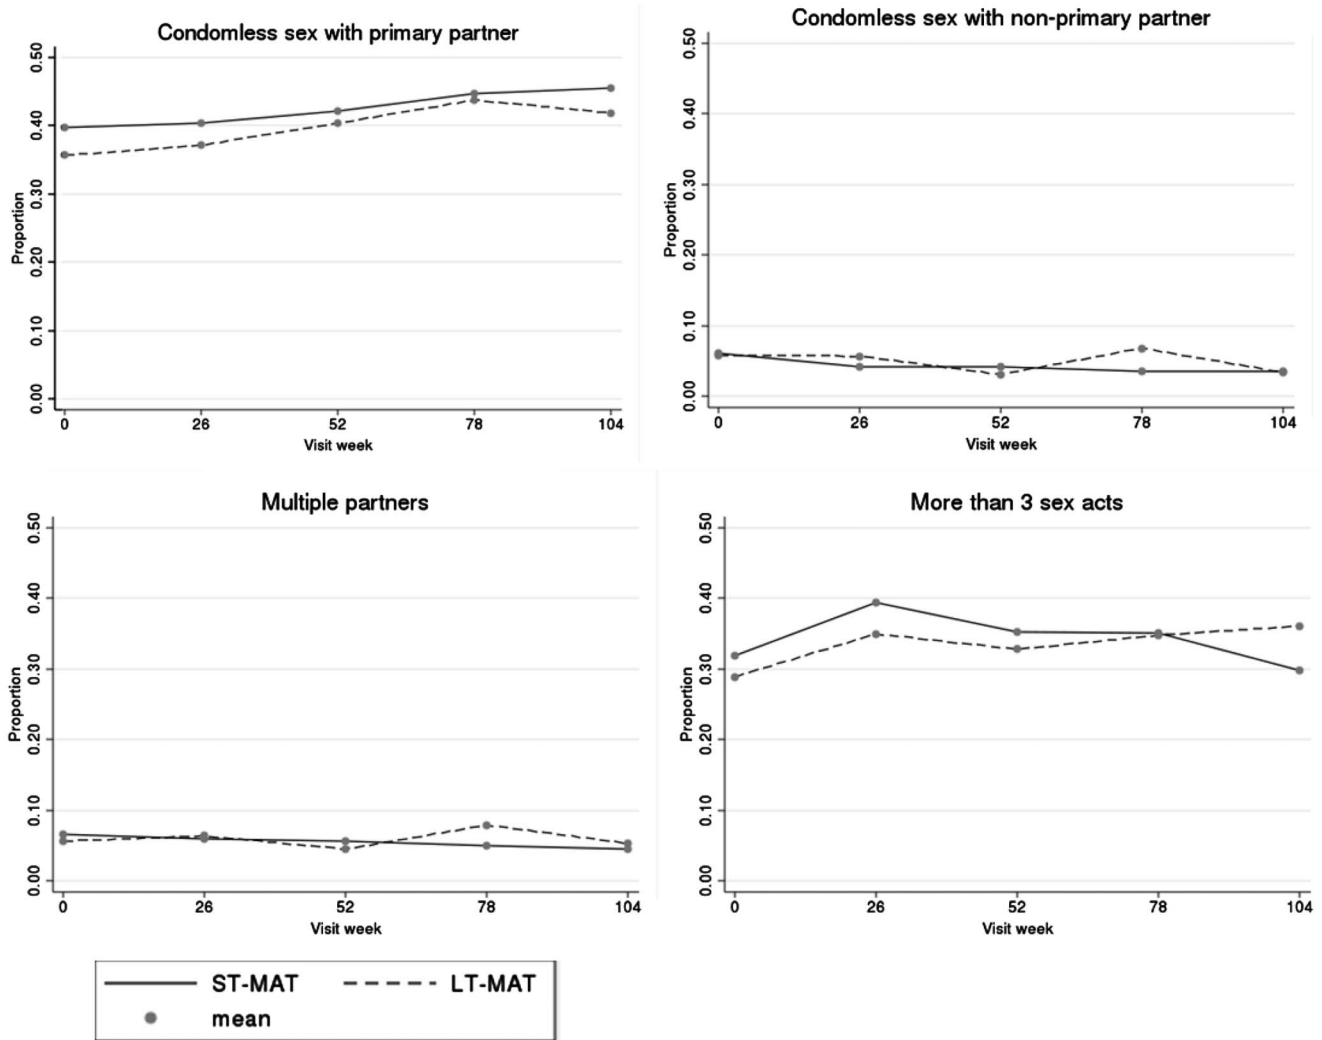 Condomless sex with primary partner
Proportion
0.50
0.40
0.30
0.20
0.10
0.00
0 26 52 78 104
Visit week
Condomless sex with non-primary partner
Proportion
0.50
0.40
0.30
0.20
0.10
0.00
0 26 52 78 104
Visit week
Multiple partners
Proportion
0.50
0.40
0.30
0.20
0.10
0.00
0 26 52 78 104
Visit week
More than 3 sex acts
Proportion
0.50
0.40
0.30
0.20
0.10
0.00
0 26 52 78 104
Visit week
ST-MAT LT-MAT
mean